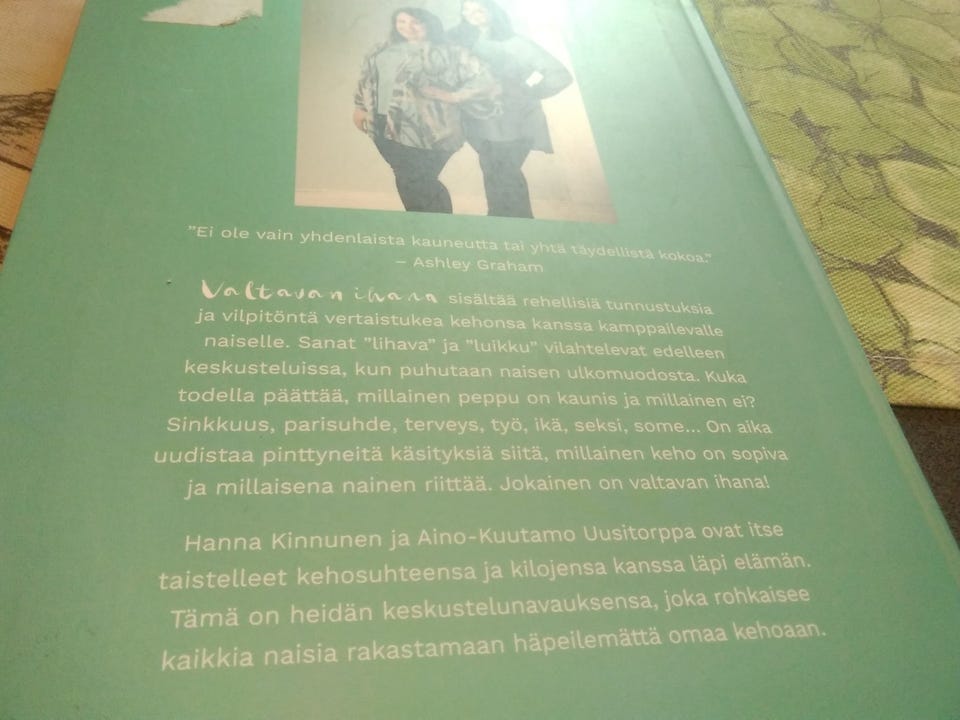 ”Ei ole vain yhdenlaista kauneutta tai yhtä täydellistä kokoa.”
– Ashley Graham
Valtavan ihana sisältää rehellisiä tunnustuksia
ja vilpitöntä vertaistukea kehonsa kanssa kamppailevalle
naiselle. Sanat ”lihava” ja ”luikku” vilahtelevat edelleen
keskusteluissa, kun puhutaan naisen ulkomuodosta. Kuka
todella päättää, millainen peppu on kaunis ja millainen ei?
Sinkkuus, parisuhde, terveys, työ, ikä, seksi, some... On aika
uudistaa pinttyneitä käsityksiä siitä, millainen keho on sopiva
ja millaisena nainen riittää. Jokainen on valtavan ihana!
Hanna Kinnunen ja Aino-Kuutamo Uusitorppa ovat itse
taistelleet kehosuhteensa ja kilojensa kanssa läpi elämän.
Tämä on heidän keskustelunavauksensa, joka rohkaisee
kaikkia naisia rakastamaan häpeilemättä omaa kehoaan.